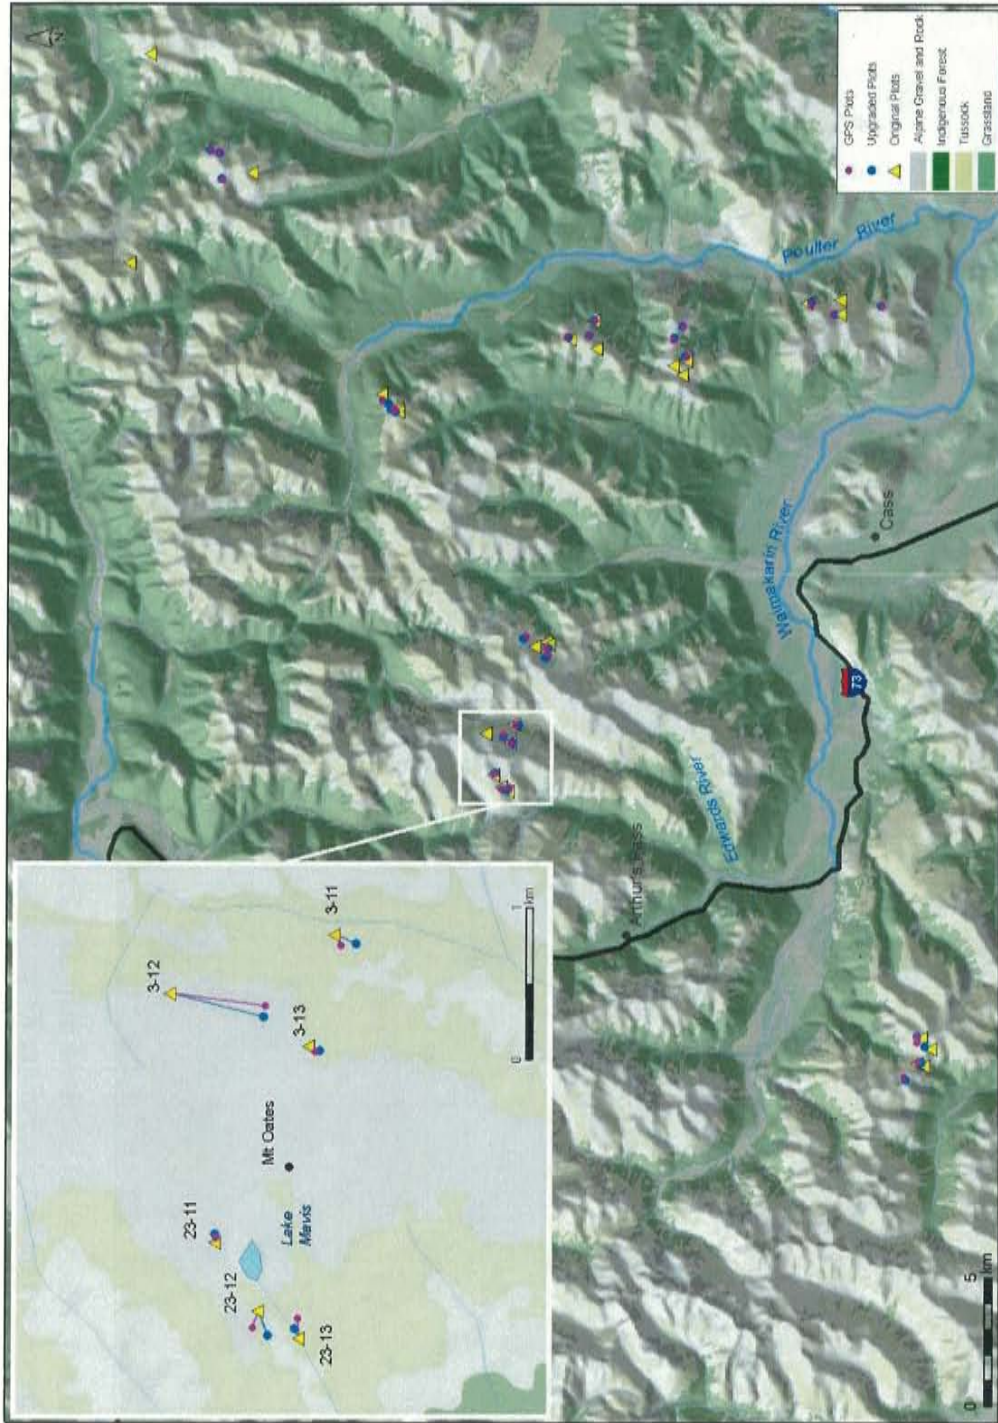 N
GPS Plots
Upgraded Plots
Original Plots
Alpine Gravel and Rock
Indigenous Forest
Tussock
Grassland
Poulter River
Waimakarin River
Cass
73
Edwards River
Arthur's Pass
3-11
3-12
3-13
Mt Oates
23-11
Lake
Mavis
23-12
23-13
0 1
km
0 5
km